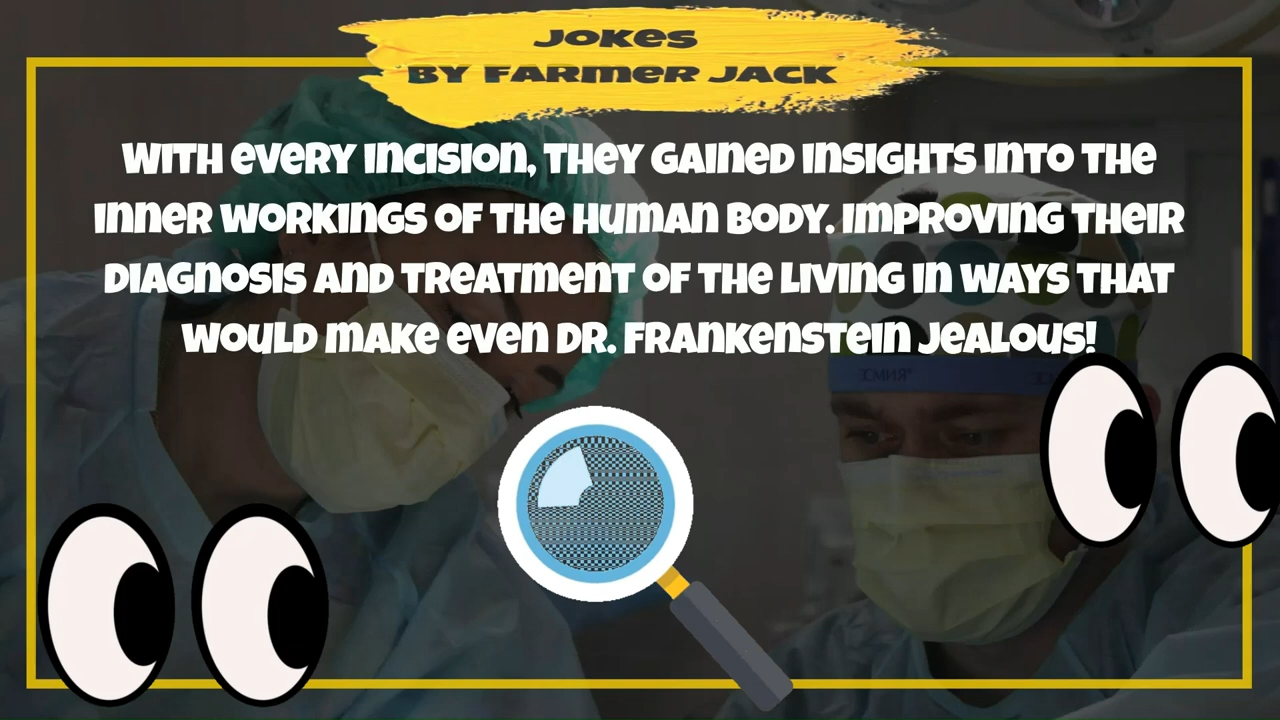 JOKES
BY FARMER JACK
WITH EVERY INCISION, THEY GAINED INSIGHTS INTO THE
INNER WORKINGS OF THE HUMAN BODY. IMPROVING THEIR
DIAGNOSIS AND TREATMENT OF THE LIVING IN WAYS THAT
WOULD MAKE EVEN DR. FRANKENSTEIN JEALOUS!